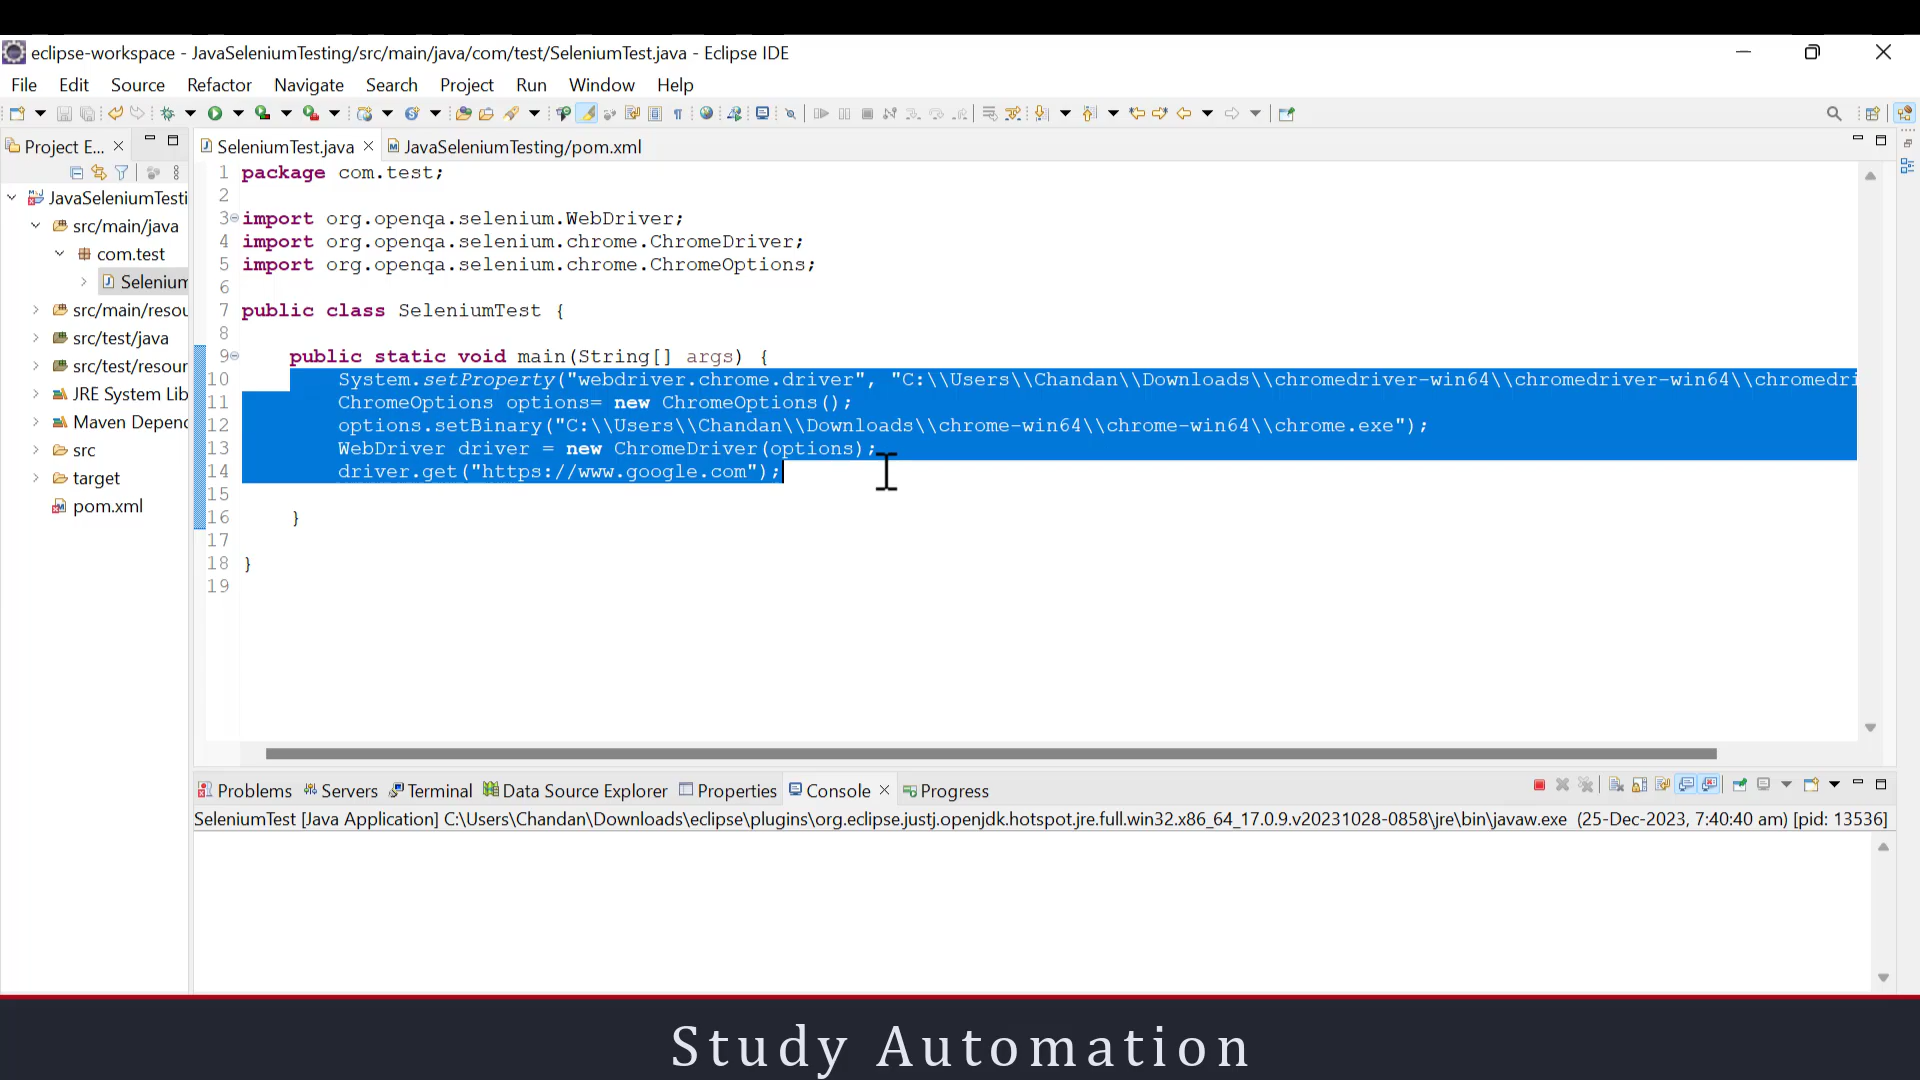 eclipse-workspace - JavaSeleniumTesting/src/main/java/com/test/SeleniumTest.java - Eclipse IDE
File Edit Source Refactor Navigate Search Project Run Window Help
Project E... SeleniumTest.java JavaSeleniumTesting/pom.xml
JavaSeleniumTesti
src/main/java
com.test
Selenium
src/main/resou
src/test/java
src/test/resour
JRE System Lib
Maven Depend
src
target
pom.xml
1 package com.test;
2
3 import org.openqa.selenium.WebDriver;
4 import org.openqa.selenium.chrome.ChromeDriver;
5 import org.openqa.selenium.chrome.ChromeOptions;
6
7 public class SeleniumTest {
8
9 public static void main(String[] args) {
10 System.setProperty("webdriver.chrome.driver", "C:\\Users\\Chandan\\Downloads\\chromedriver-win64\\chromedriver-win64\\chromedri
11 ChromeOptions options= new ChromeOptions();
12 options.setBinary("C:\\Users\\Chandan\\Downloads\\chrome-win64\\chrome-win64\\chrome.exe");
13 WebDriver driver = new ChromeDriver(options);
14 driver.get("https://www.google.com");
15
16 }
17
18 }
19
Problems Servers Terminal Data Source Explorer Properties Console Progress
SeleniumTest [Java Application] C:\Users\Chandan\Downloads\eclipse\plugins\org.eclipse.justj.openjdk.hotspot.jre.full.win32.x86_64_17.0.9.v20231028-0858\jre\bin\javaw.exe (25-Dec-2023, 7:40:40 am) [pid: 13536]
Study Automation